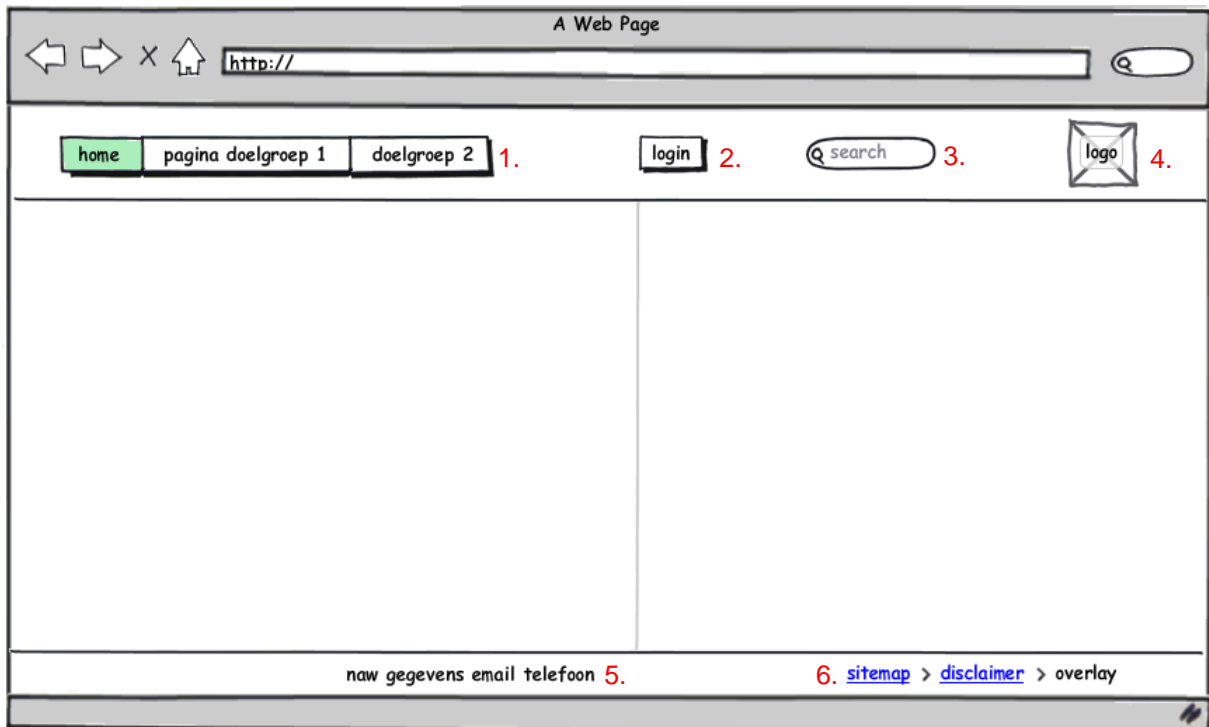 A Web Page
http://
home pagina doelgroep 1 doelgroep 2 1. login 2. search 3. logo 4.
naw gegevens email telefoon 5. 6. sitemap > disclaimer > overlay